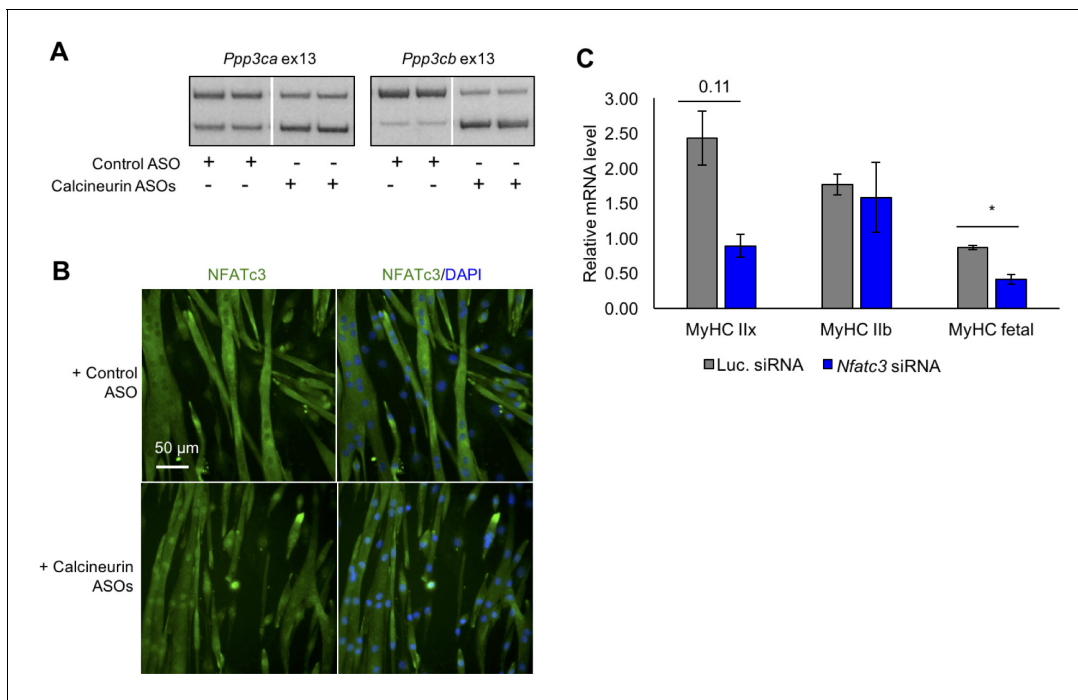 A
Ppp3ca ex13
Ppp3cb ex13
Control ASO
+ + - - + + - -
Calcineurin ASOs
- - + + - - + +
B
NFATc3
NFATc3/DAPI
+ Control
ASO
50 µm
+ Calcineurin
ASOs
C
Relative mRNA level
3.00
2.50
2.00
1.50
1.00
0.50
0.00
0.11
*
MyHC IIx
MyHC IIb
MyHC fetal
Luc. siRNA
Nfatc3 siRNA